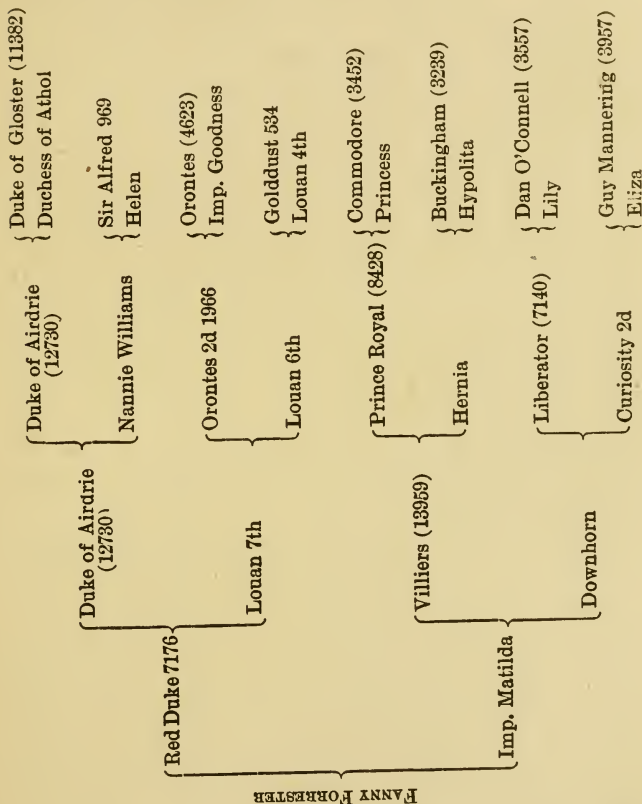 FANNY FORRESTER
Red Duke 7176
Imp. Matilda
Duke of Airdrie
(12730)
Louan 7th
Villiers (13959)
Downhorn
Duke of Airdrie
(12730)
Nannie Williams
Orontes 2d 1966
Louan 6th
Prince Royal (8428)
Hernia
Liberator (7140)
Curiosity 2d
Duke of Gloster (11382)
Duchess of Athol
Sir Alfred 969
Helen
Orontes (4623)
Imp. Goodness
Golddust 534
Louan 4th
Commodore (3452)
Princess
Buckingham (3239)
Hypolita
Dan O'Connell (3557)
Lily
Guy Mannering (3957)
Eliza